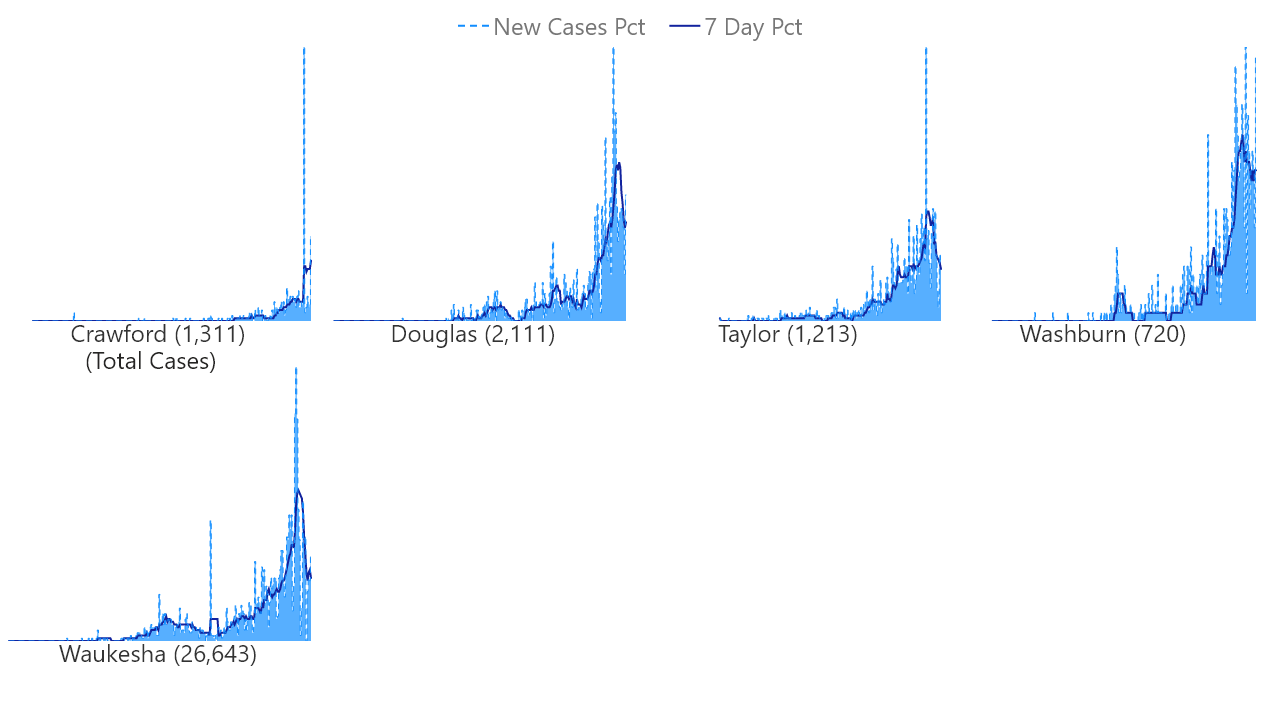 New Cases Pct 7 Day Pct
Crawford (1,311)
(Total Cases)
Douglas (2,111)
Taylor (1,213)
Washburn (720)
Waukesha (26,643)